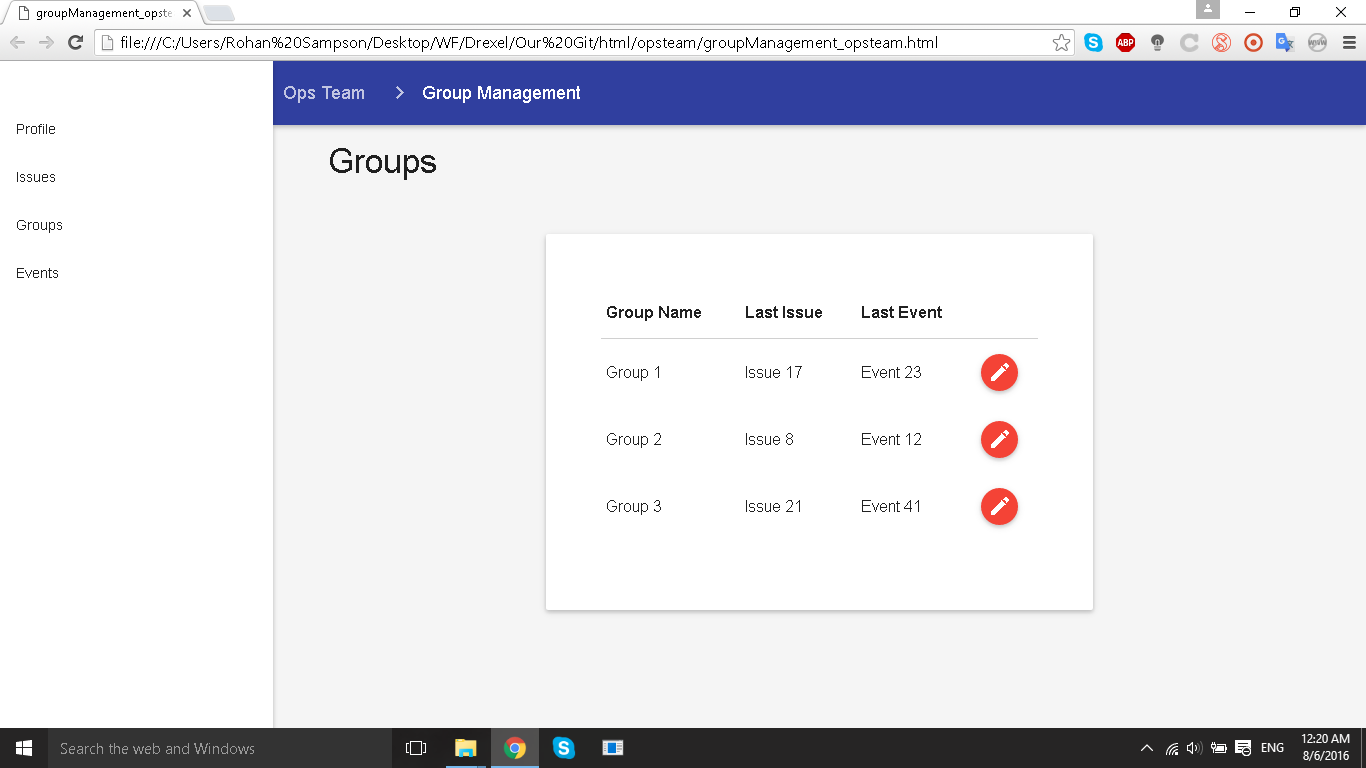 groupManagement_opste
file:///C:/Users/Rohan%20Sampson/Desktop/WF/Drexel/Our%20Git/html/opsteam/groupManagement_opsteam.html
ABP
Ops Team
Group Management
Profile
Issues
Groups
Events
Groups
Group Name Last Issue Last Event
Group 1 Issue 17 Event 23
Group 2 Issue 8 Event 12
Group 3 Issue 21 Event 41
Search the web and Windows
ENG
12:20 AM
8/6/2016